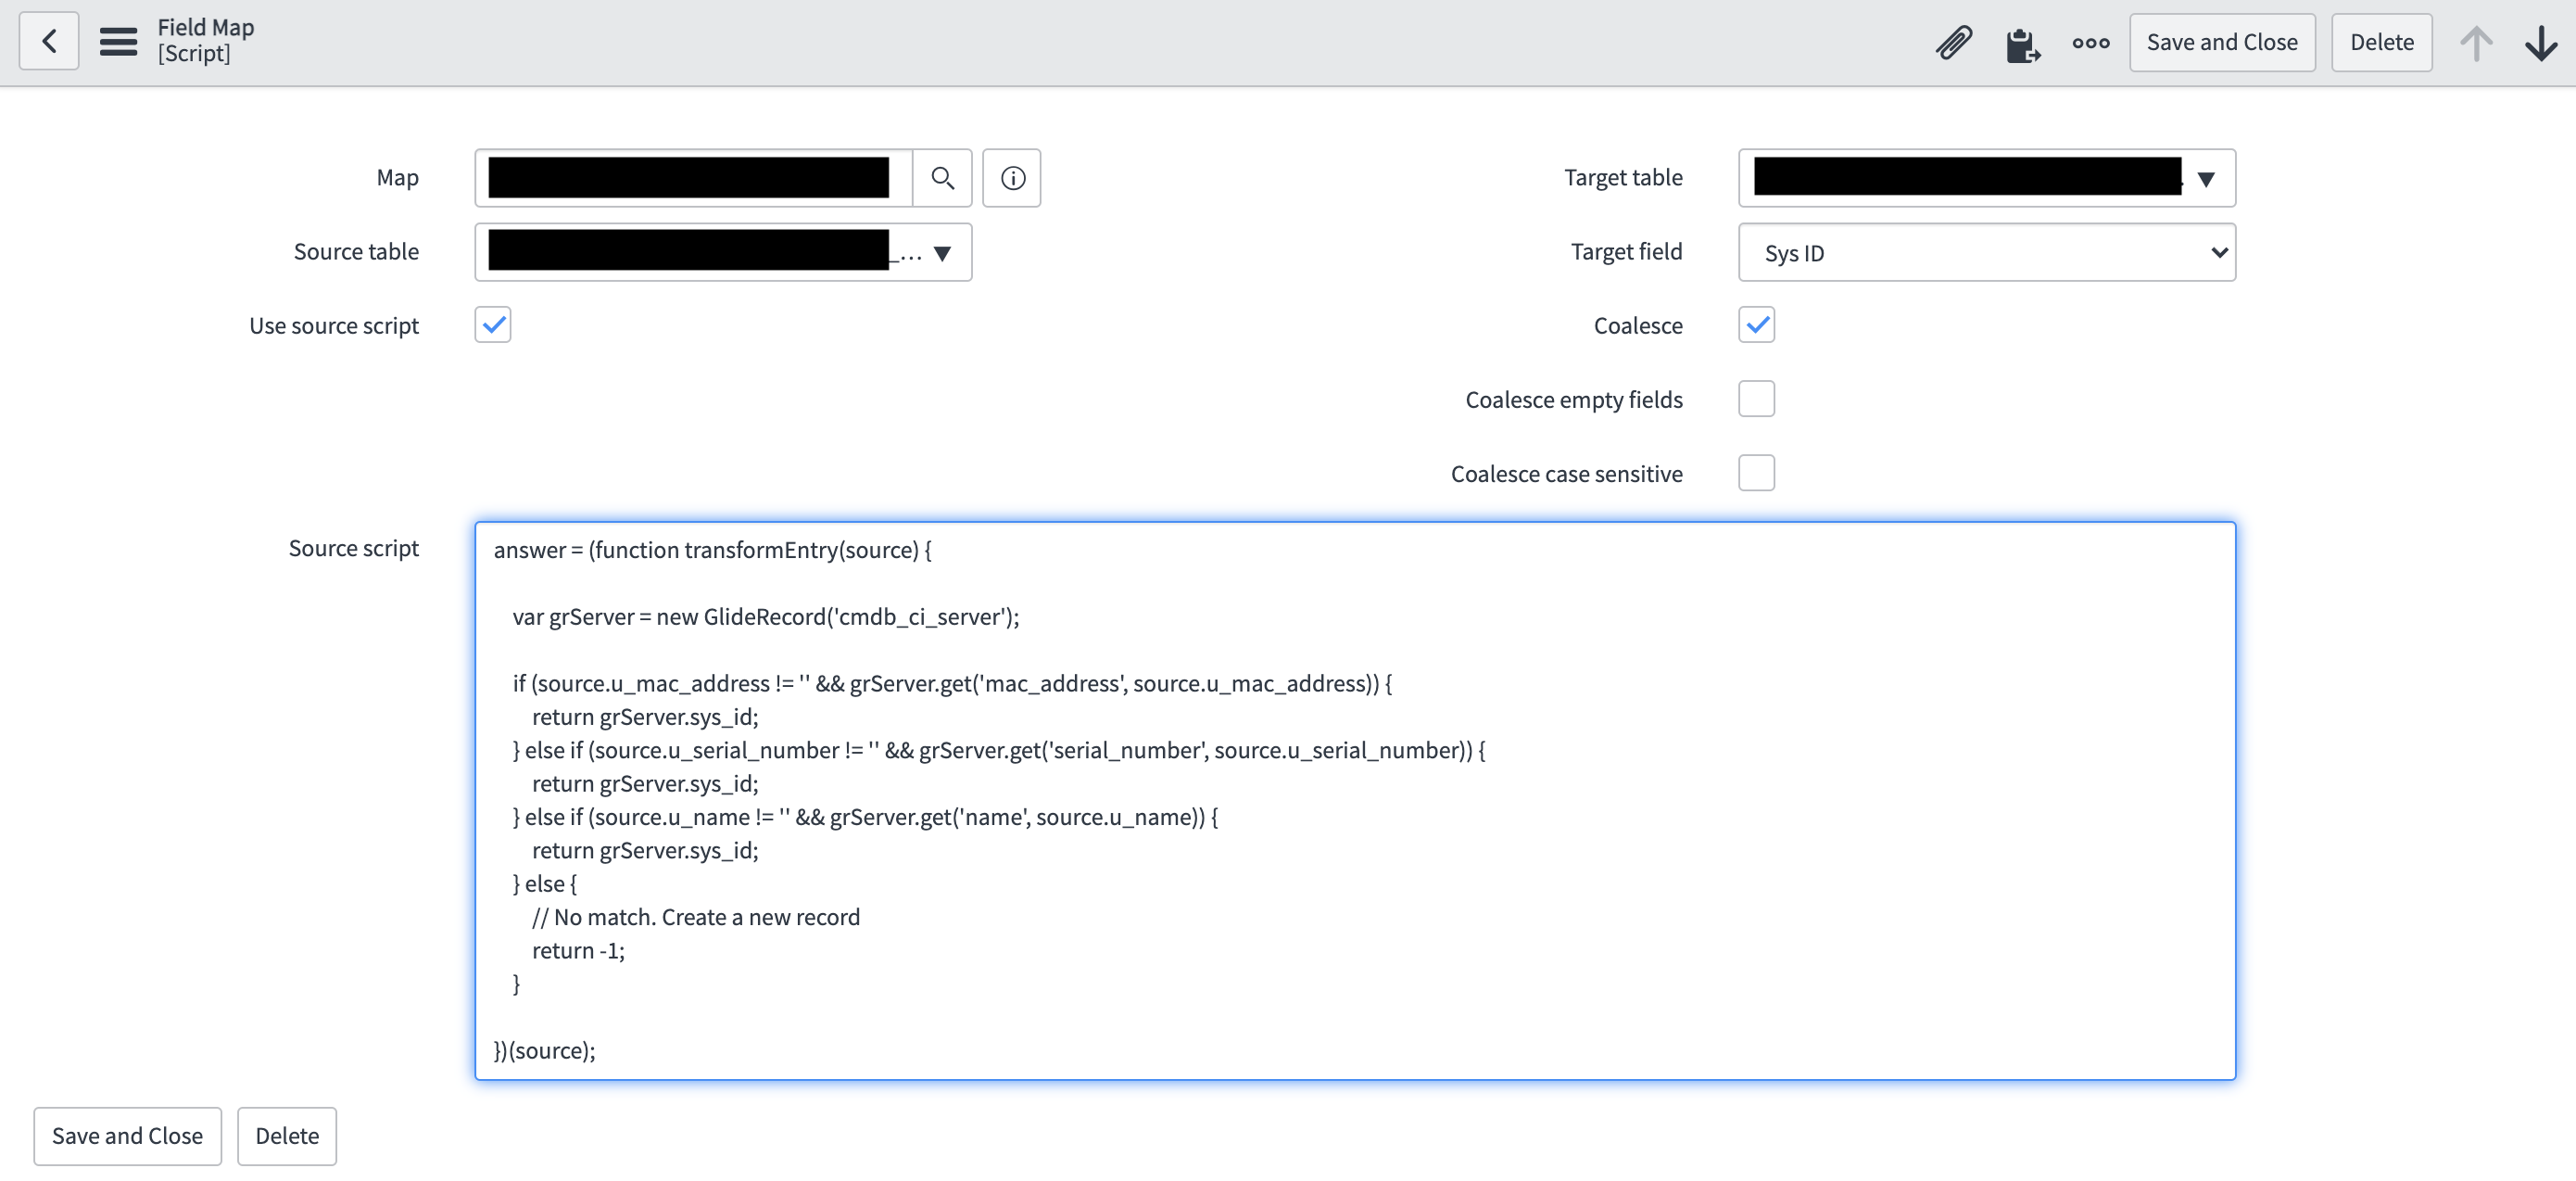 Field Map
[Script]
Save and Close
Delete
Map
Target table
Source table
_...
Target field
Sys ID
Use source script
Coalesce
Coalesce empty fields
Coalesce case sensitive
Source script
answer = (function transformEntry(source) {
var grServer = new GlideRecord('cmdb_ci_server');
if (source.u_mac_address != '' && grServer.get('mac_address', source.u_mac_address)) {
return grServer.sys_id;
} else if (source.u_serial_number != '' && grServer.get('serial_number', source.u_serial_number)) {
return grServer.sys_id;
} else if (source.u_name != '' && grServer.get('name', source.u_name)) {
return grServer.sys_id;
} else {
// No match. Create a new record
return -1;
}
})(source);
Save and Close
Delete